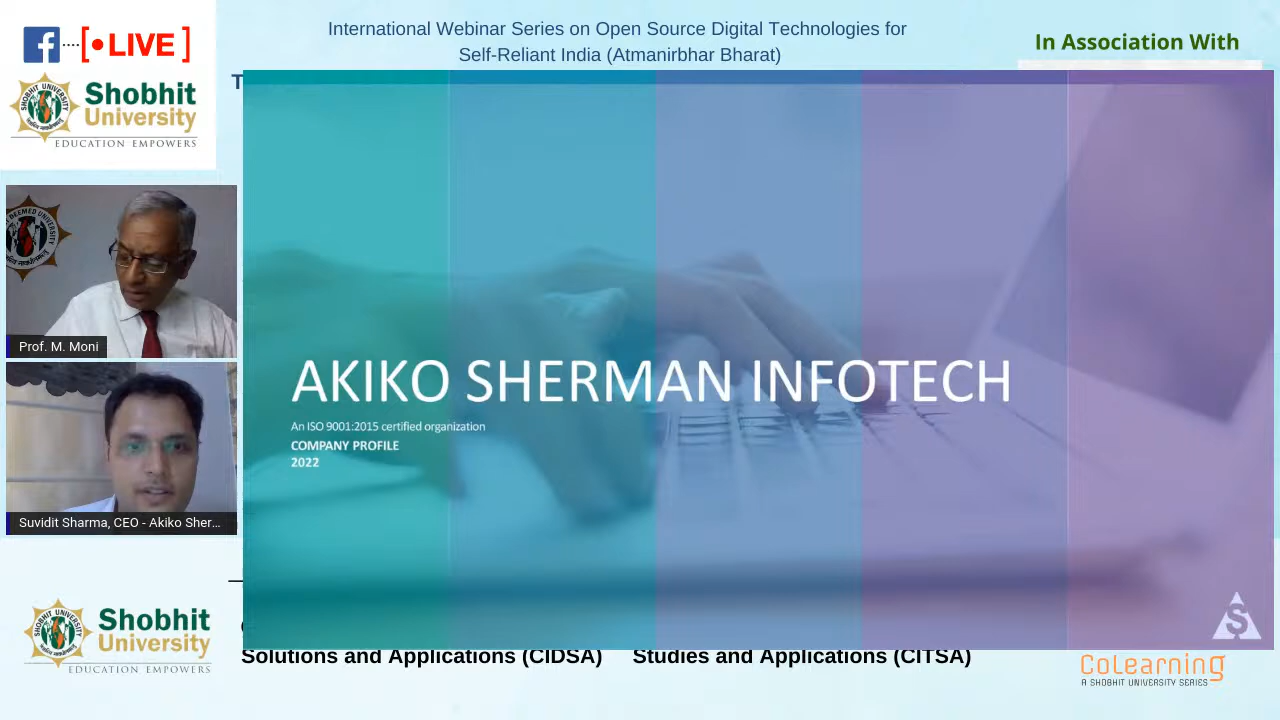 LIVE
Shobhit
University
EDUCATION EMPOWERS
International Webinar Series on Open Source Digital Technologies for
Self-Reliant India (Atmanirbhar Bharat)
In Association With
Prof. M. Moni
Suvidit Sharma, CEO - Akiko Sher...
AKIKO SHERMAN INFOTECH
An ISO 9001:2015 certified organization
COMPANY PROFILE
2022
Shobhit
University
EDUCATION EMPOWERS
Solutions and Applications (CIDSA) Studies and Applications (CITSA)
CoLearning
A SHOBHIT UNIVERSITY SERIES